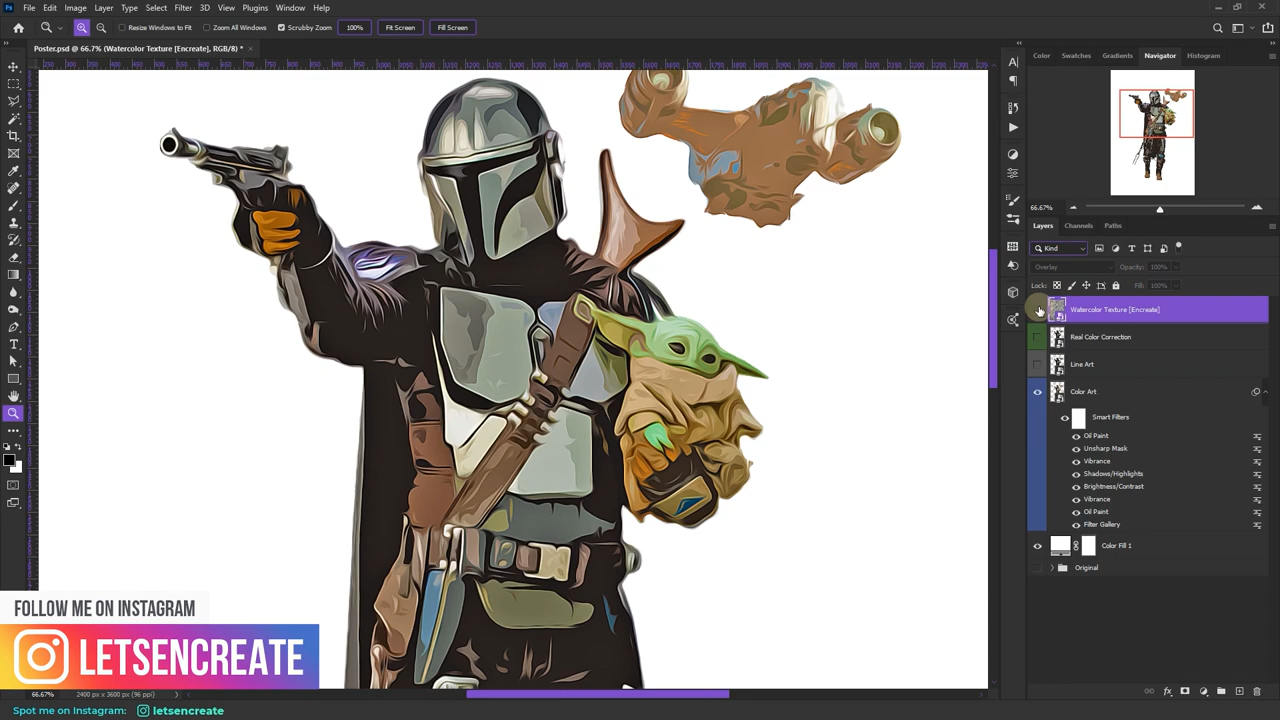 File Edit Image Layer Type Select Filter 3D View Plugins Window Help
Resize Windows to Fit Zoom All Windows Scrubby Zoom 100% Fit Screen Fill Screen
Poster.psd @ 66.7% (Watercolor Texture [Encreate], RGB/8) *
Color Swatches Gradients Navigator Histogram
66.67%
Layers Channels Paths
Kind
Overlay Opacity: 100%
Lock: Fill: 100%
Watercolor Texture [Encreate]
Real Color Correction
Line Art
Color Art
Smart Filters
Oil Paint
Unsharp Mask
Vibrance
Shadows/Highlights
Brightness/Contrast
Vibrance
Oil Paint
Filter Gallery
Color Fill 1
Original
FOLLOW ME ON INSTAGRAM
LETSENCREATE
66.67% 2400 px x 3600 px (96 ppi)
Spot me on Instagram: letsencreate